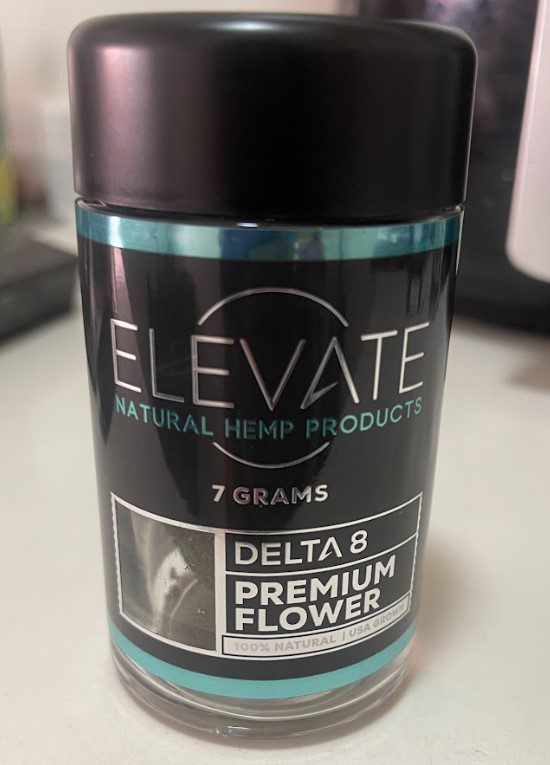 ELEVATE
NATURAL HEMP PRODUCTS
7 GRAMS
DELTA 8
PREMIUM
FLOWER
100% NATURAL | USA GROWN